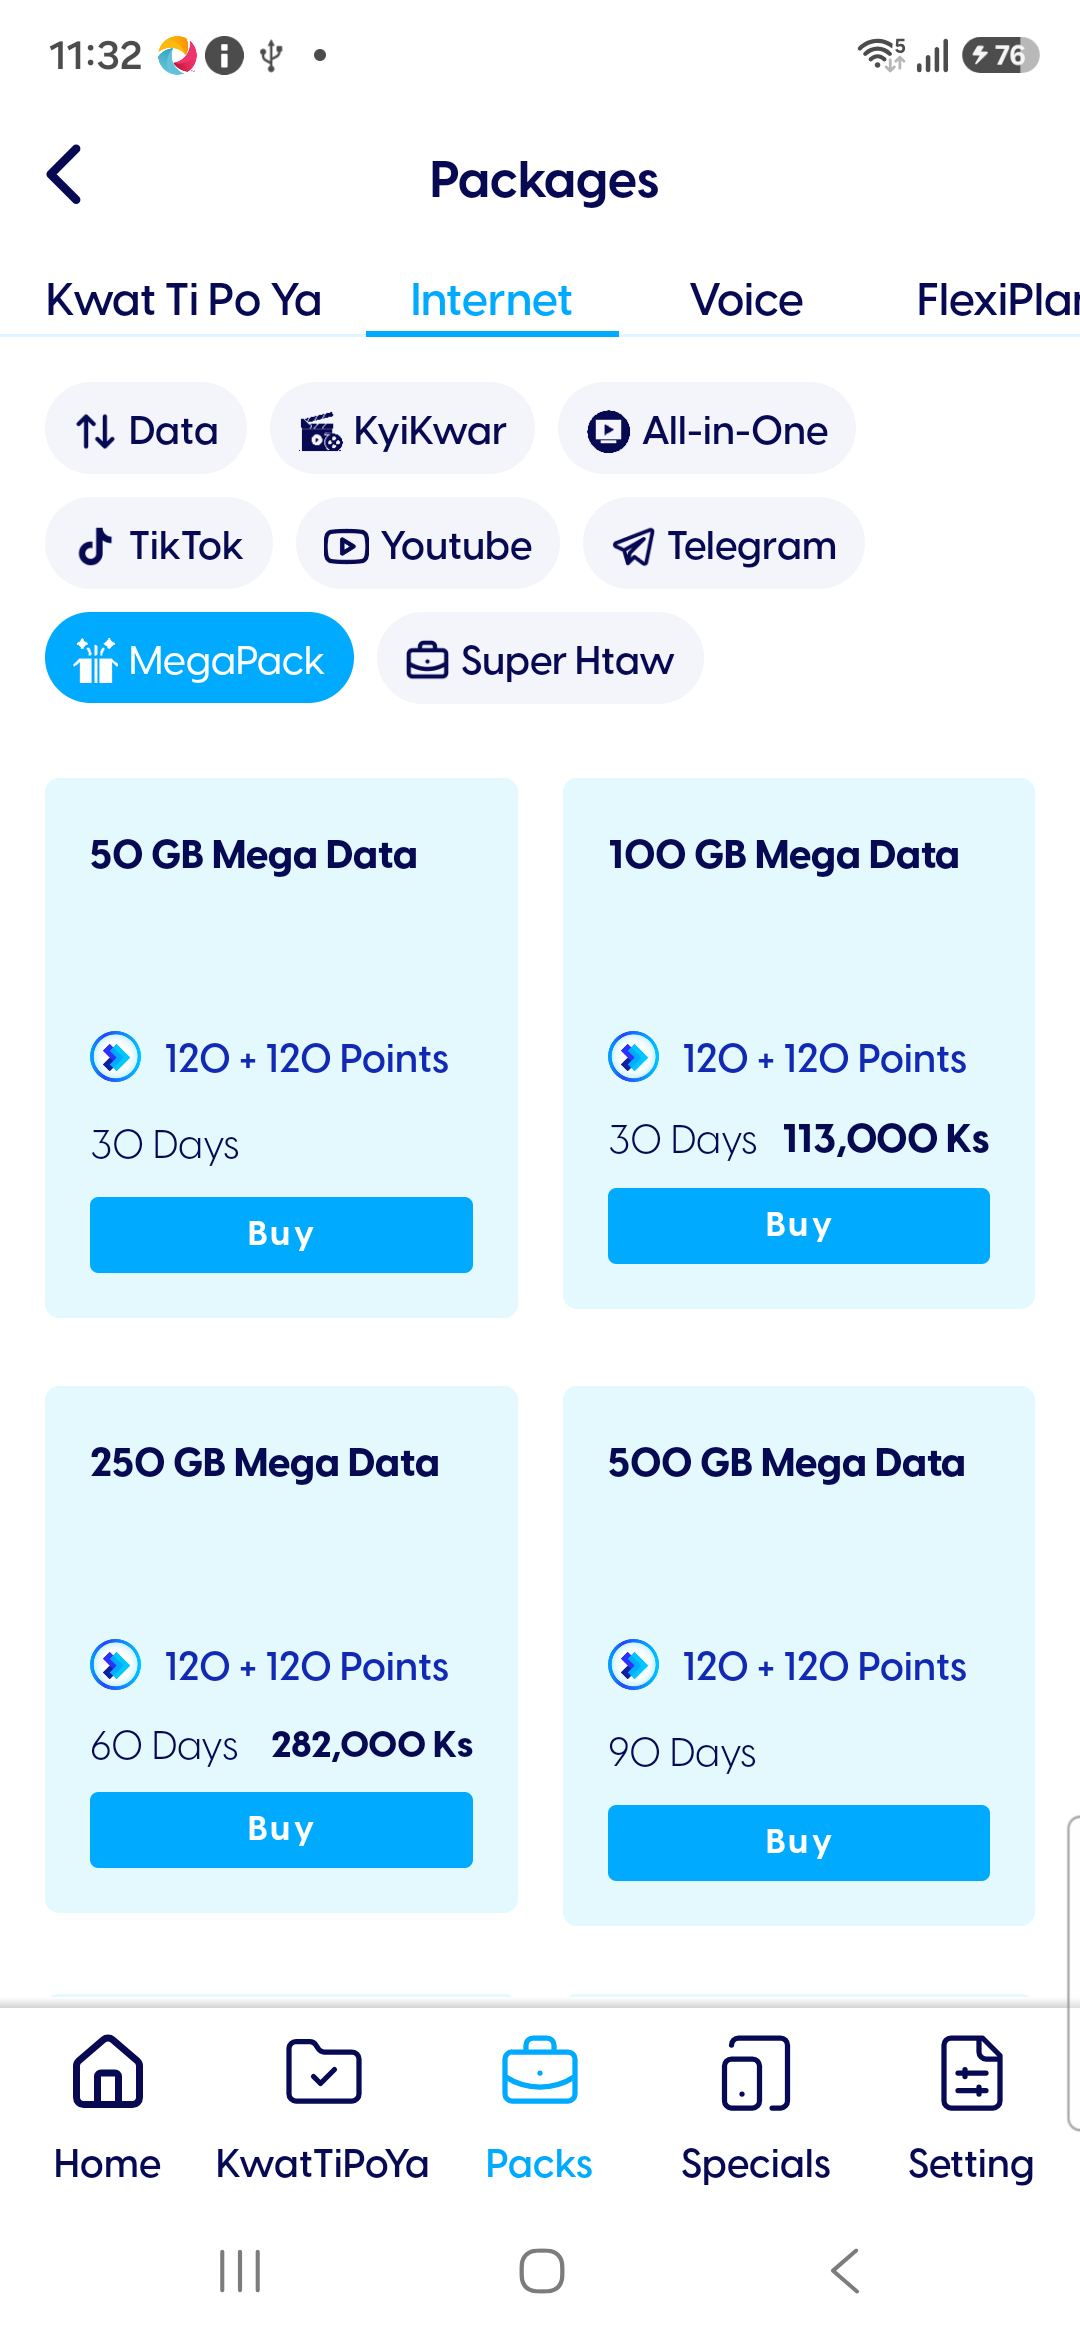 11:32
5
76
Packages
Kwat Ti Po Ya Internet Voice FlexiPlan
Data KyiKwar All-in-One
TikTok Youtube Telegram
MegaPack Super Htaw
50 GB Mega Data
120 + 120 Points
30 Days
Buy
100 GB Mega Data
120 + 120 Points
30 Days 113,000 Ks
Buy
250 GB Mega Data
120 + 120 Points
60 Days 282,000 Ks
Buy
500 GB Mega Data
120 + 120 Points
90 Days
Buy
Home KwatTiPoYa Packs Specials Setting